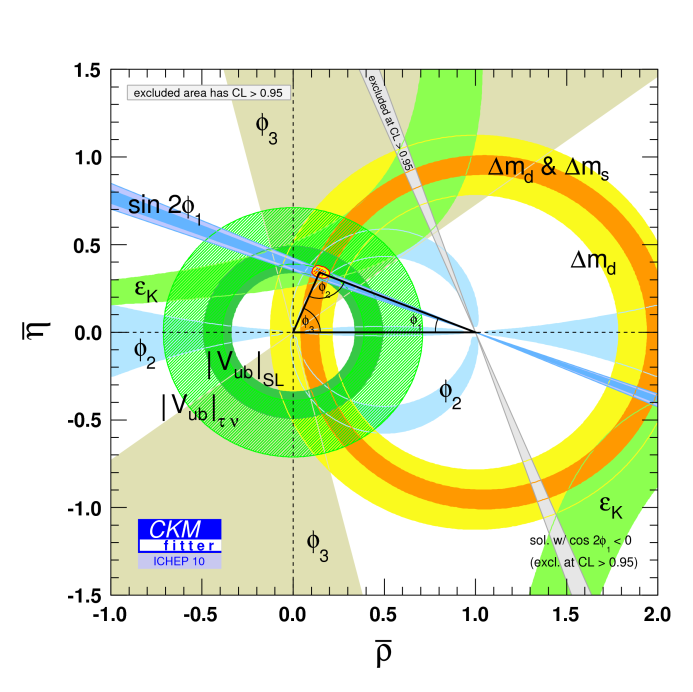 excluded area has CL > 0.95
ϕ3
excluded at CL > 0.95
Δmd & Δms
sin 2ϕ1
Δmd
εK
ϕ2
ϕ2
ϕ3
ϕ1
|Vub|SL
|Vub|τν
ϕ2
εK
ϕ3
sol. w/ cos 2ϕ1 < 0
(excl. at CL > 0.95)
CKM
fitter
ICHEP 10
1.5
1.0
0.5
0.0
-0.5
-1.0
-1.5
η̅
-1.0 -0.5 0.0 0.5 1.0 1.5 2.0
ρ̅